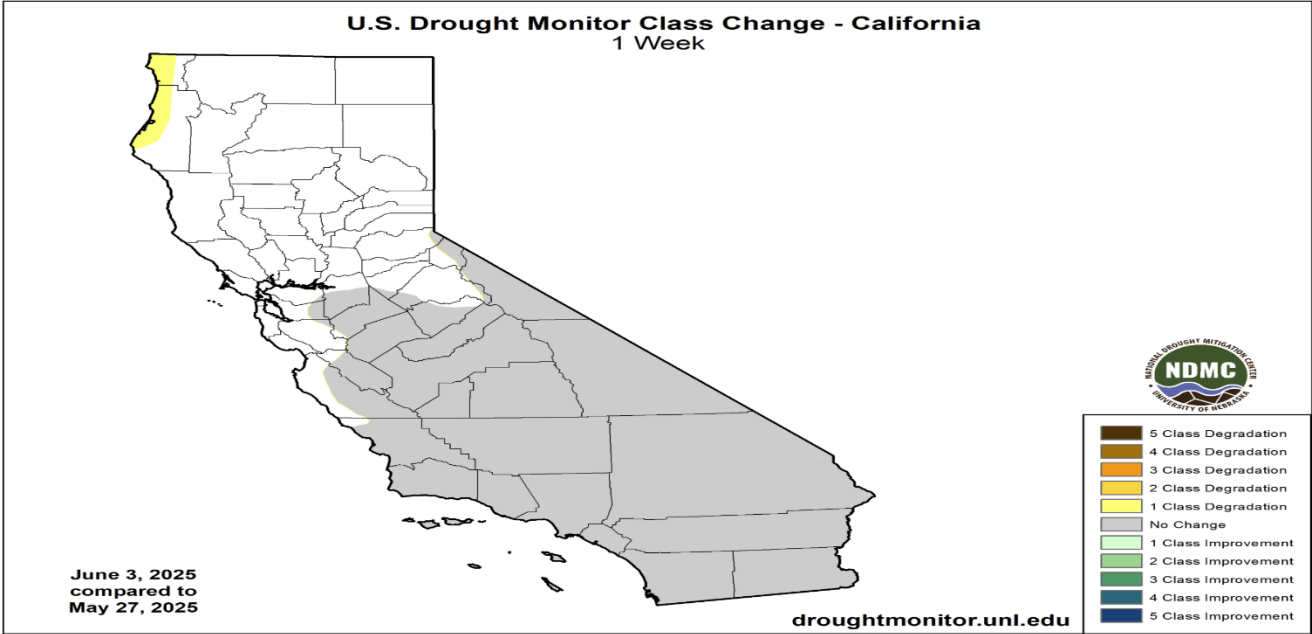 U.S. Drought Monitor Class Change - California
1 Week
NATIONAL DROUGHT MITIGATION CENTER
NDMC
UNIVERSITY OF NEBRASKA
5 Class Degradation
4 Class Degradation
3 Class Degradation
2 Class Degradation
1 Class Degradation
No Change
1 Class Improvement
2 Class Improvement
3 Class Improvement
4 Class Improvement
5 Class Improvement
June 3, 2025
compared to
May 27, 2025
droughtmonitor.unl.edu